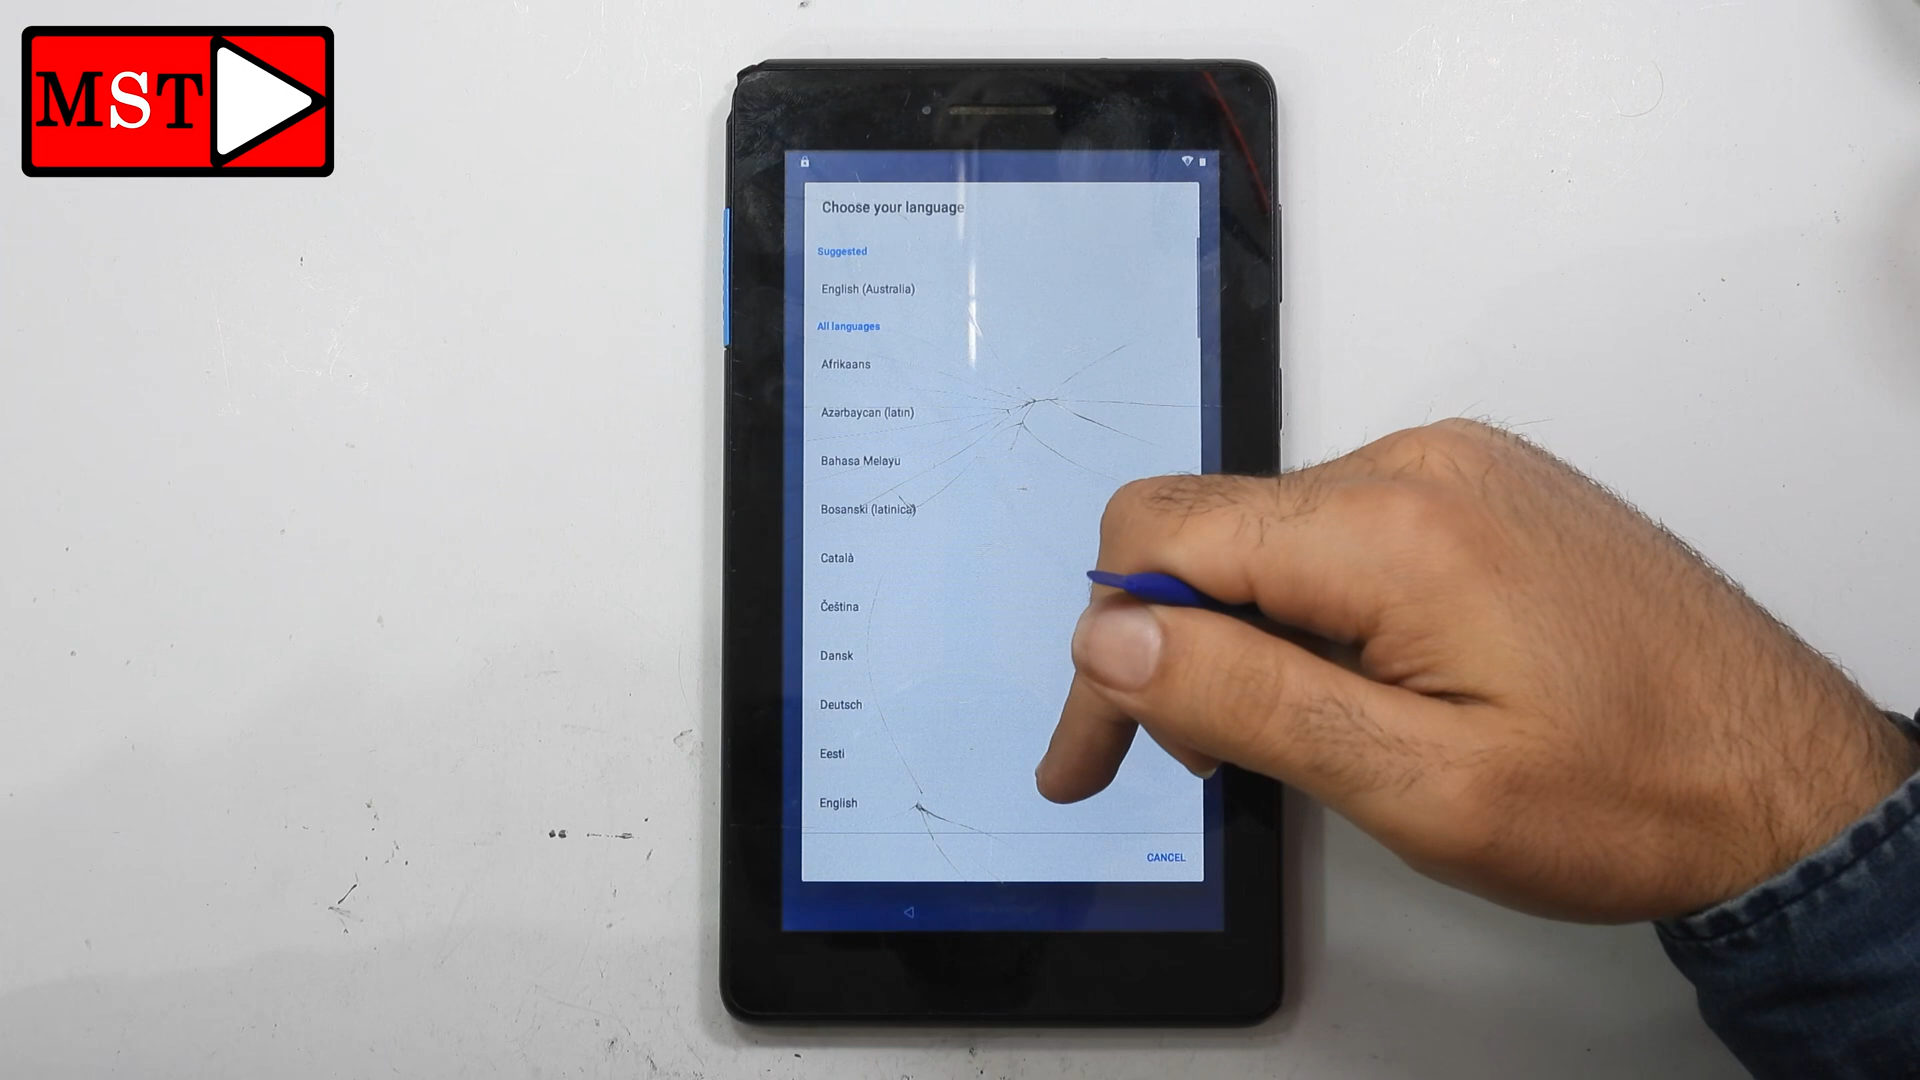 MST
Choose your language
Suggested
English (Australia)
All languages
Afrikaans
Azərbaycan (latın)
Bahasa Melayu
Bosanski (latinica)
Català
Čeština
Dansk
Deutsch
Eesti
English
CANCEL